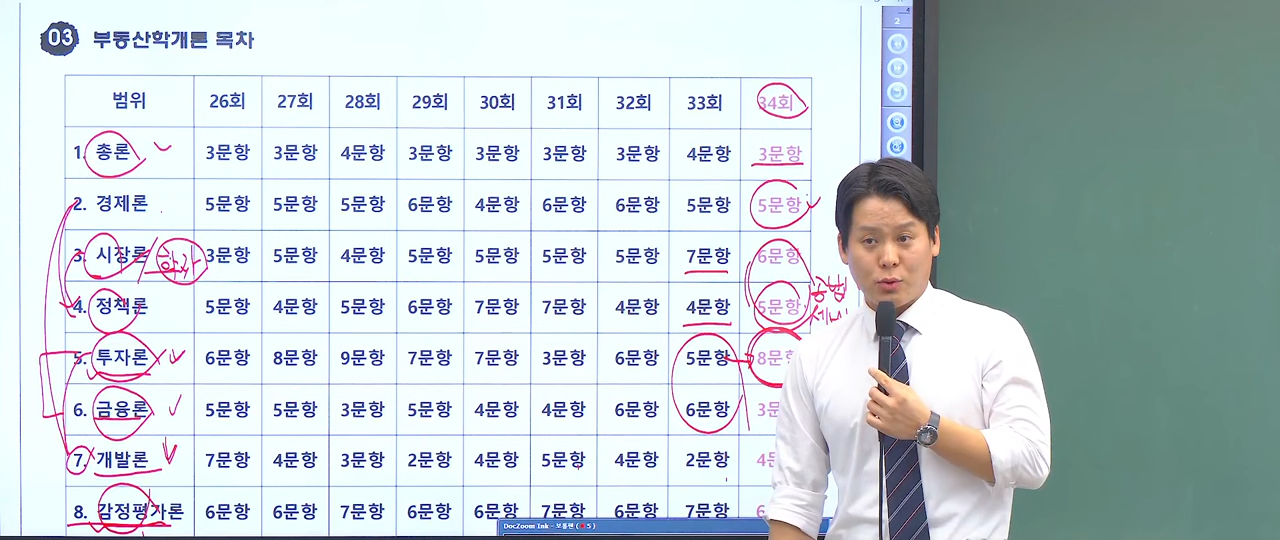 03 부동산학개론 목차
범위 26회 27회 28회 29회 30회 31회 32회 33회 34회
1. 총론 3문항 3문항 4문항 3문항 3문항 3문항 3문항 4문항 3문항
2. 경제론 5문항 5문항 5문항 6문항 4문항 6문항 6문항 5문항 5문항
3. 시장론 3문항 5문항 4문항 5문항 5문항 5문항 5문항 7문항 6문항
4. 정책론 5문항 4문항 5문항 6문항 7문항 7문항 4문항 4문항 5문항
공법
5. 투자론 6문항 8문항 9문항 7문항 7문항 3문항 6문항 5문항 8문
6. 금융론 5문항 5문항 3문항 5문항 4문항 4문항 6문항 6문항 3
7. 개발론 7문항 4문항 3문항 2문항 4문항 5문항 4문항 2문항 4
8. 감정평가론 6문항 6문항 7문항 6문항 6문항 7문항 6문항 7문항 6
DocZoom Ink - 보통펜 ( 5 )
2